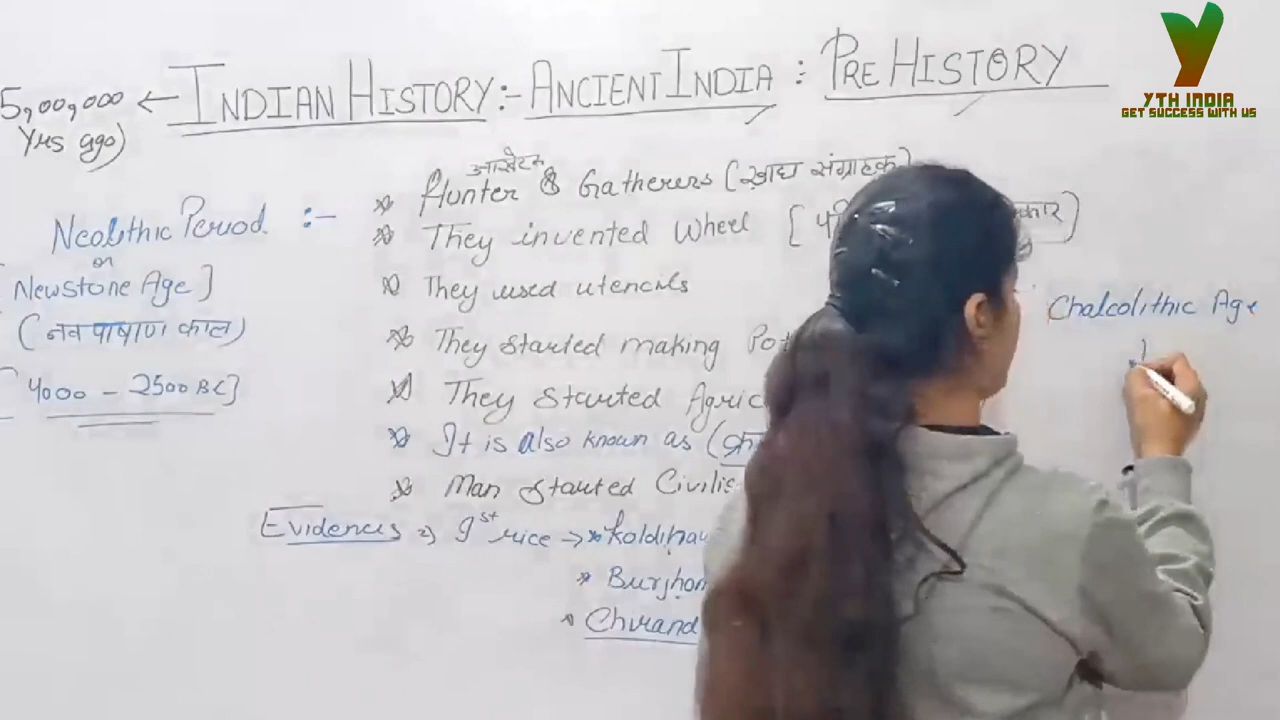 INDIAN HISTORY :- ANCIENT INDIA : PRE HISTORY
5,00,000 ←
Yrs ago)
YTH INDIA
GET SUCCESS WITH US
Neolithic Period :-
or
[Newstone Age]
(नव पाषाण काल)
[4000 - 2500 BC]
आखेटक
* Hunter & Gatherers (खाद्य संग्राहक)
* They invented Wheel [
* They used utencils
* They started making
* They started
* It is also known as (
* Man Started
Evidences => 1st rice → *
*
* Chirand
Chalcolithic Age